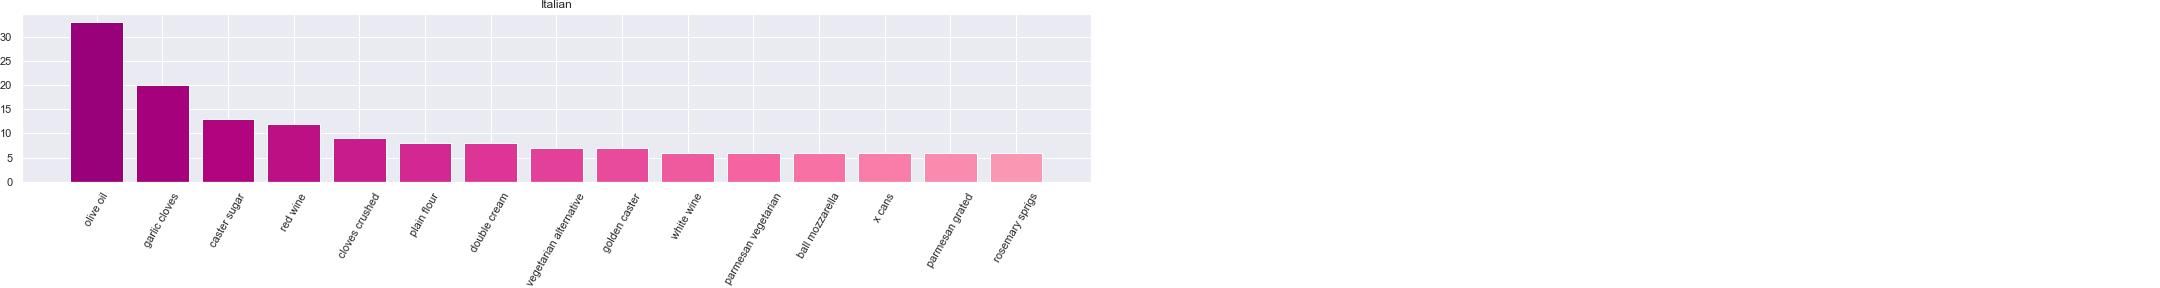 Italian
30
25
20
15
10
5
0
olive oil
garlic cloves
caster sugar
red wine
cloves crushed
plain flour
double cream
vegetarian alternative
golden caster
white wine
parmesan vegetarian
ball mozzarella
x cans
parmesan grated
rosemary sprigs